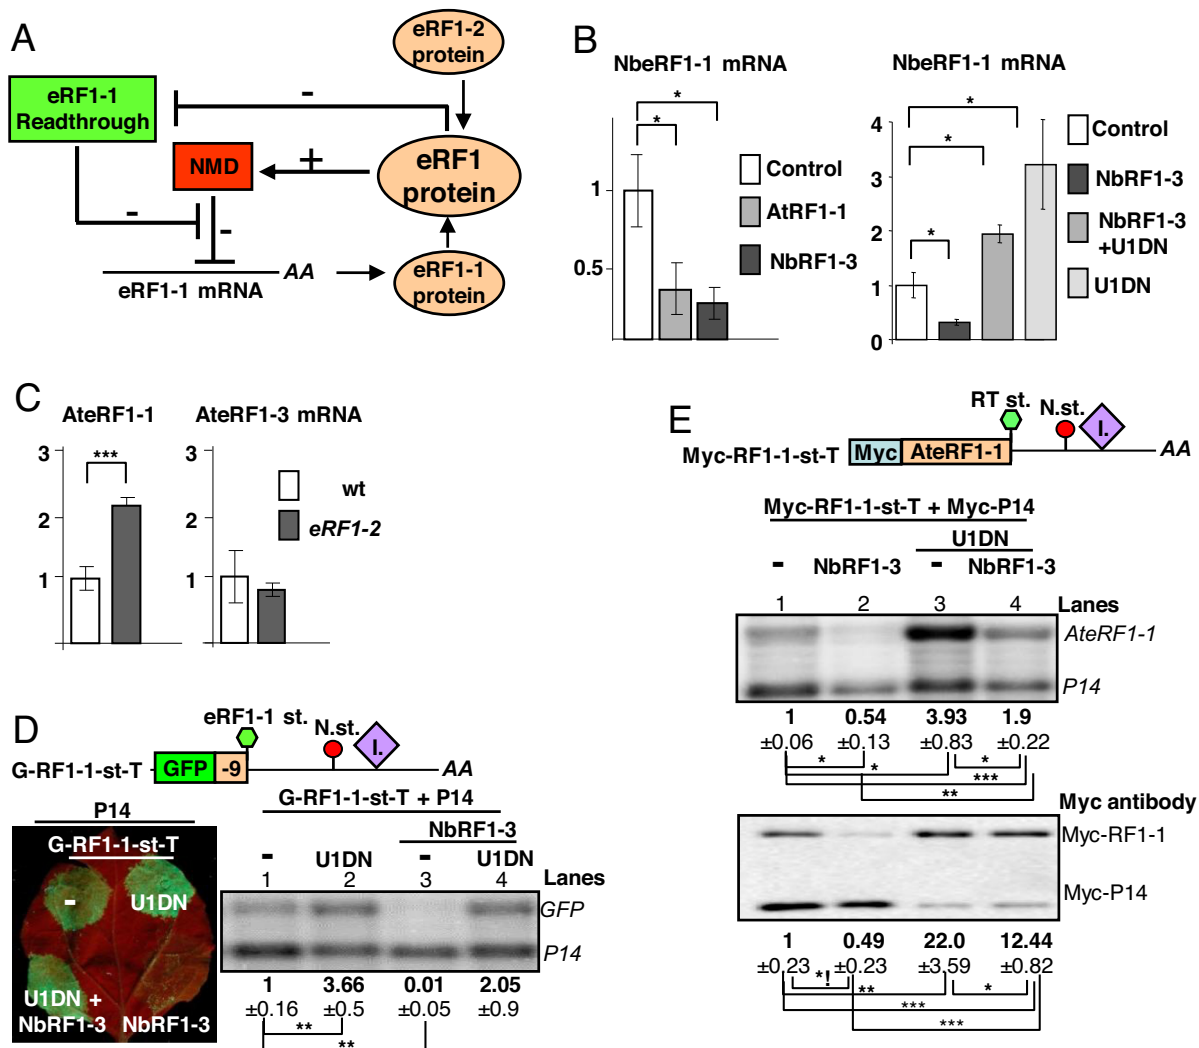 A
eRF1-2
protein
eRF1-1
Readthrough
-
NMD
+
eRF1
protein
-
-
AA
eRF1-1 mRNA
eRF1-1
protein
B
NbeRF1-1 mRNA
*
*
1
0.5
Control
AtRF1-1
NbRF1-3
NbeRF1-1 mRNA
*
*
*
4
3
2
1
0
Control
NbRF1-3
NbRF1-3
+U1DN
U1DN
C
AteRF1-1
***
3
2
1
AteRF1-3 mRNA
3
2
1
wt
eRF1-2
D
eRF1-1 st.
N.st.
I.
G-RF1-1-st-T
GFP
-9
AA
P14
G-RF1-1-st-T
-
U1DN
U1DN +
NbRF1-3
NbRF1-3
G-RF1-1-st-T + P14
NbRF1-3
- U1DN - U1DN
1 2 3 4 Lanes
GFP
P14
1 3.66 0.01 2.05
±0.16 ±0.5 ±0.05 ±0.9
**
**
E
RT st.
N.st.
I.
Myc-RF1-1-st-T
Myc
AteRF1-1
AA
Myc-RF1-1-st-T + Myc-P14
U1DN
- NbRF1-3 - NbRF1-3
1 2 3 4 Lanes
AteRF1-1
P14
1 0.54 3.93 1.9
±0.06 ±0.13 ±0.83 ±0.22
* *
*
***
**
Myc antibody
Myc-RF1-1
Myc-P14
1 0.49 22.0 12.44
±0.23 ±0.23 ±3.59 ±0.82
*!
** *
***
***